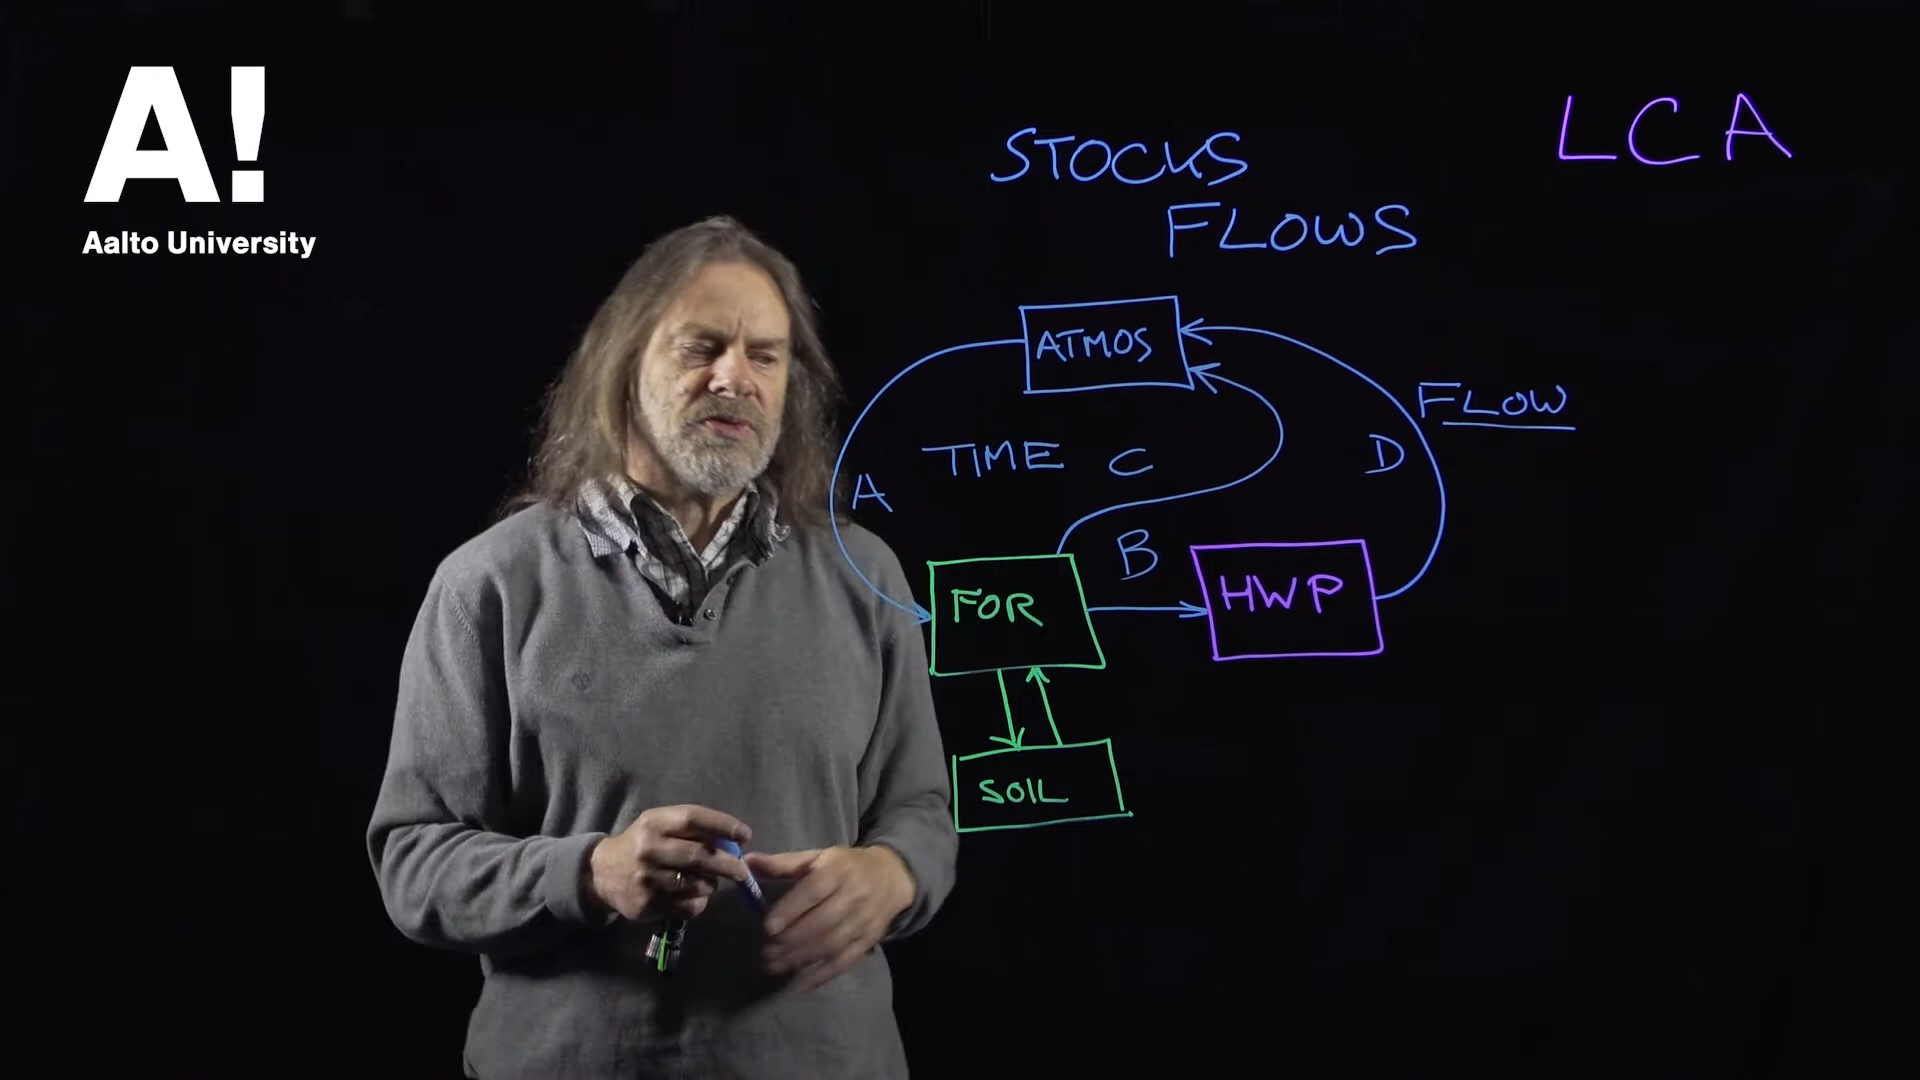 A!
Aalto University
LCA
STOCKS
FLOWS
ATMOS
FLOW
TIME
C
D
A
B
FOR
HWP
SOIL